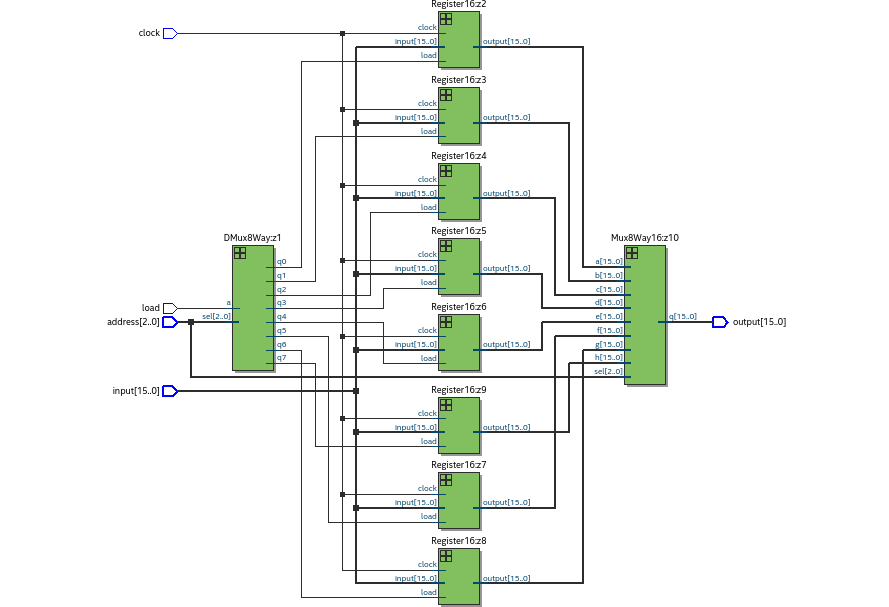 Register16:z2
clock
input[15..0]
load
output[15..0]
clock
Register16:z3
clock
input[15..0]
load
output[15..0]
Register16:z4
clock
input[15..0]
load
output[15..0]
DMux8Way:z1
a
sel[2..0]
q0
q1
q2
q3
q4
q5
q6
q7
load
address[2..0]
input[15..0]
Register16:z5
clock
input[15..0]
load
output[15..0]
Register16:z6
clock
input[15..0]
load
output[15..0]
Mux8Way16:z10
a[15..0]
b[15..0]
c[15..0]
d[15..0]
e[15..0]
f[15..0]
g[15..0]
h[15..0]
sel[2..0]
q[15..0]
output[15..0]
Register16:z9
clock
input[15..0]
load
output[15..0]
Register16:z7
clock
input[15..0]
load
output[15..0]
Register16:z8
clock
input[15..0]
load
output[15..0]